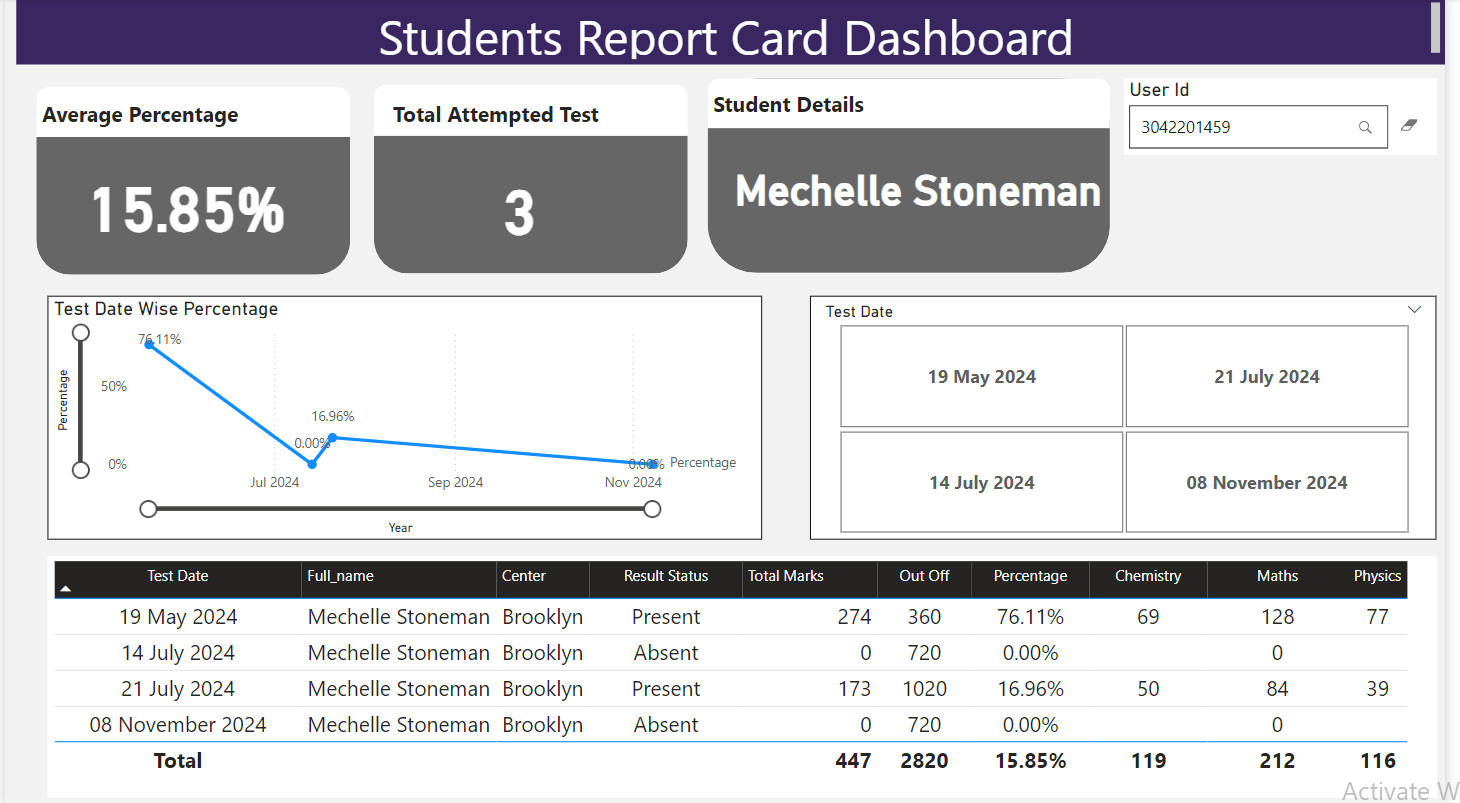 Students Report Card Dashboard
Average Percentage
15.85%
Total Attempted Test
3
Student Details
Mechelle Stoneman
User Id
3042201459
Test Date Wise Percentage
Percentage
76.11%
50%
16.96%
0.00%
0%
0.00%
Percentage
Jul 2024 Sep 2024 Nov 2024
Year
Test Date
19 May 2024 21 July 2024
14 July 2024 08 November 2024
Test Date Full_name Center Result Status Total Marks Out Off Percentage Chemistry Maths Physics
19 May 2024 Mechelle Stoneman Brooklyn Present 274 360 76.11% 69 128 77
14 July 2024 Mechelle Stoneman Brooklyn Absent 0 720 0.00% 0
21 July 2024 Mechelle Stoneman Brooklyn Present 173 1020 16.96% 50 84 39
08 November 2024 Mechelle Stoneman Brooklyn Absent 0 720 0.00% 0
Total 447 2820 15.85% 119 212 116
Activate W